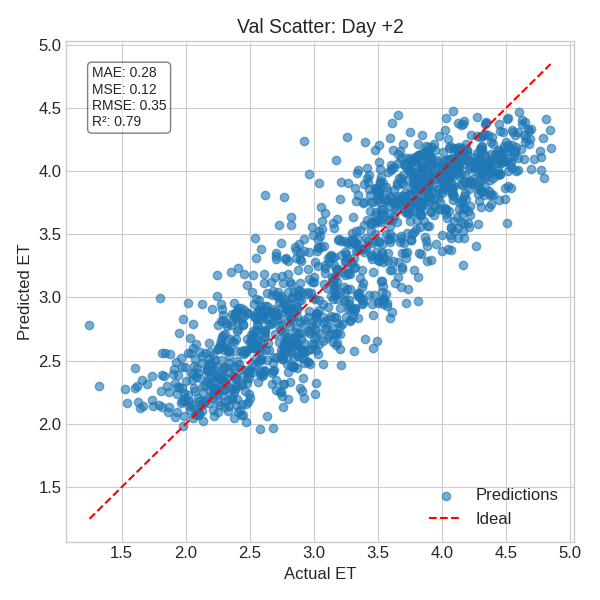 Val Scatter: Day +2
5.0
4.5
4.0
3.5
3.0
2.5
2.0
1.5
Predicted ET
MAE: 0.28
MSE: 0.12
RMSE: 0.35
R²: 0.79
Predictions
Ideal
1.5 2.0 2.5 3.0 3.5 4.0 4.5 5.0
Actual ET